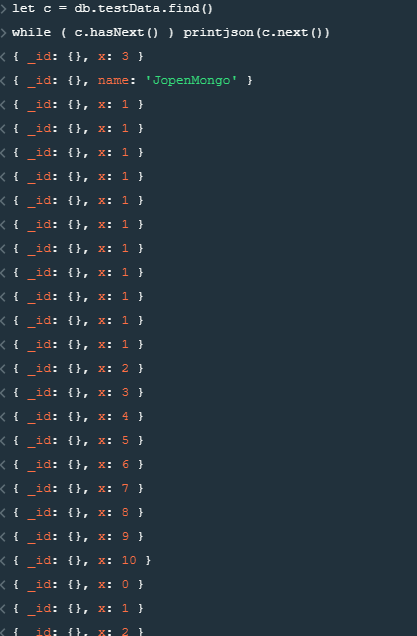 > let c = db.testData.find()
> while ( c.hasNext() ) printjson(c.next())
< { _id: {}, x: 3 }
< { _id: {}, name: 'JopenMongo' }
< { _id: {}, x: 1 }
< { _id: {}, x: 1 }
< { _id: {}, x: 1 }
< { _id: {}, x: 1 }
< { _id: {}, x: 1 }
< { _id: {}, x: 1 }
< { _id: {}, x: 1 }
< { _id: {}, x: 1 }
< { _id: {}, x: 1 }
< { _id: {}, x: 1 }
< { _id: {}, x: 1 }
< { _id: {}, x: 2 }
< { _id: {}, x: 3 }
< { _id: {}, x: 4 }
< { _id: {}, x: 5 }
< { _id: {}, x: 6 }
< { _id: {}, x: 7 }
< { _id: {}, x: 8 }
< { _id: {}, x: 9 }
< { _id: {}, x: 10 }
< { _id: {}, x: 0 }
< { _id: {}, x: 1 }
< { _id: {}, x: 2 }